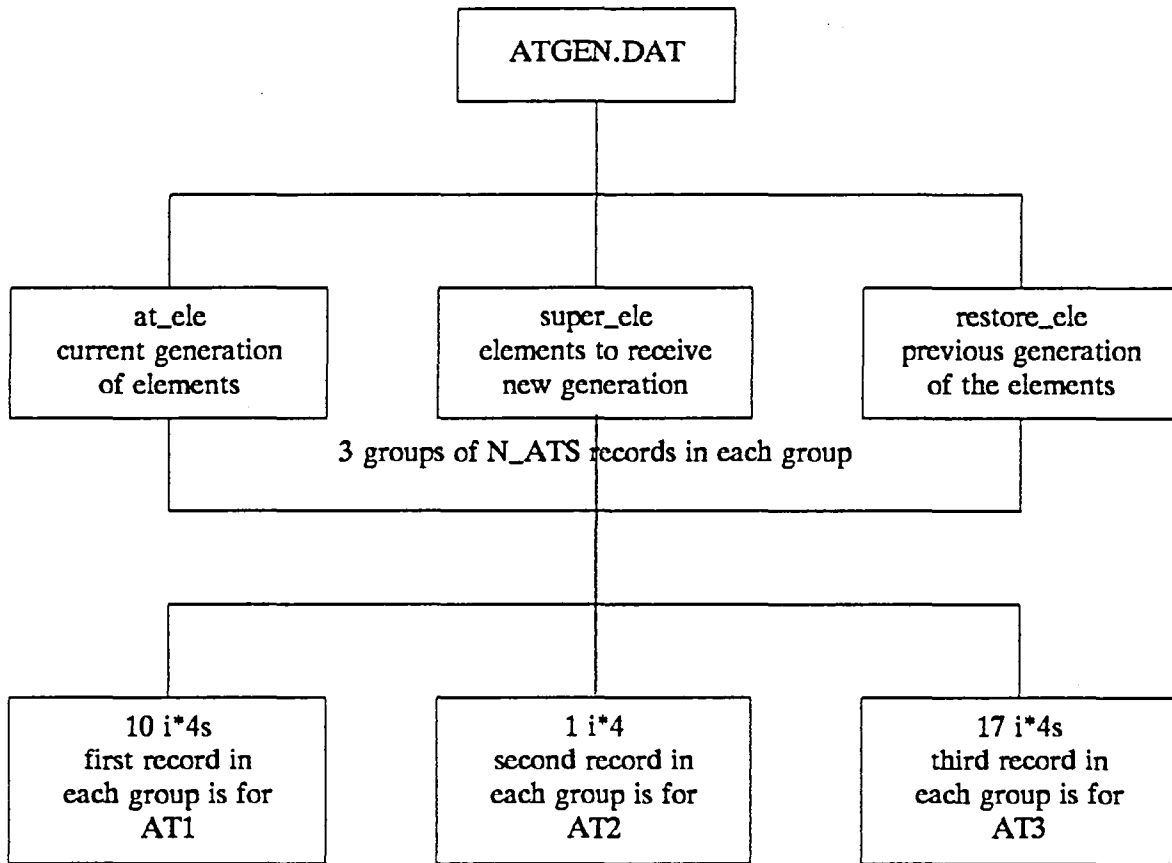 ATGEN.DAT
at_ele
current generation
of elements
super_ele
elements to receive
new generation
restore_ele
previous generation
of the elements
3 groups of N_ATS records in each group
10 i*4s
first record in
each group is for
AT1
1 i*4
second record in
each group is for
AT2
17 i*4s
third record in
each group is for
AT3